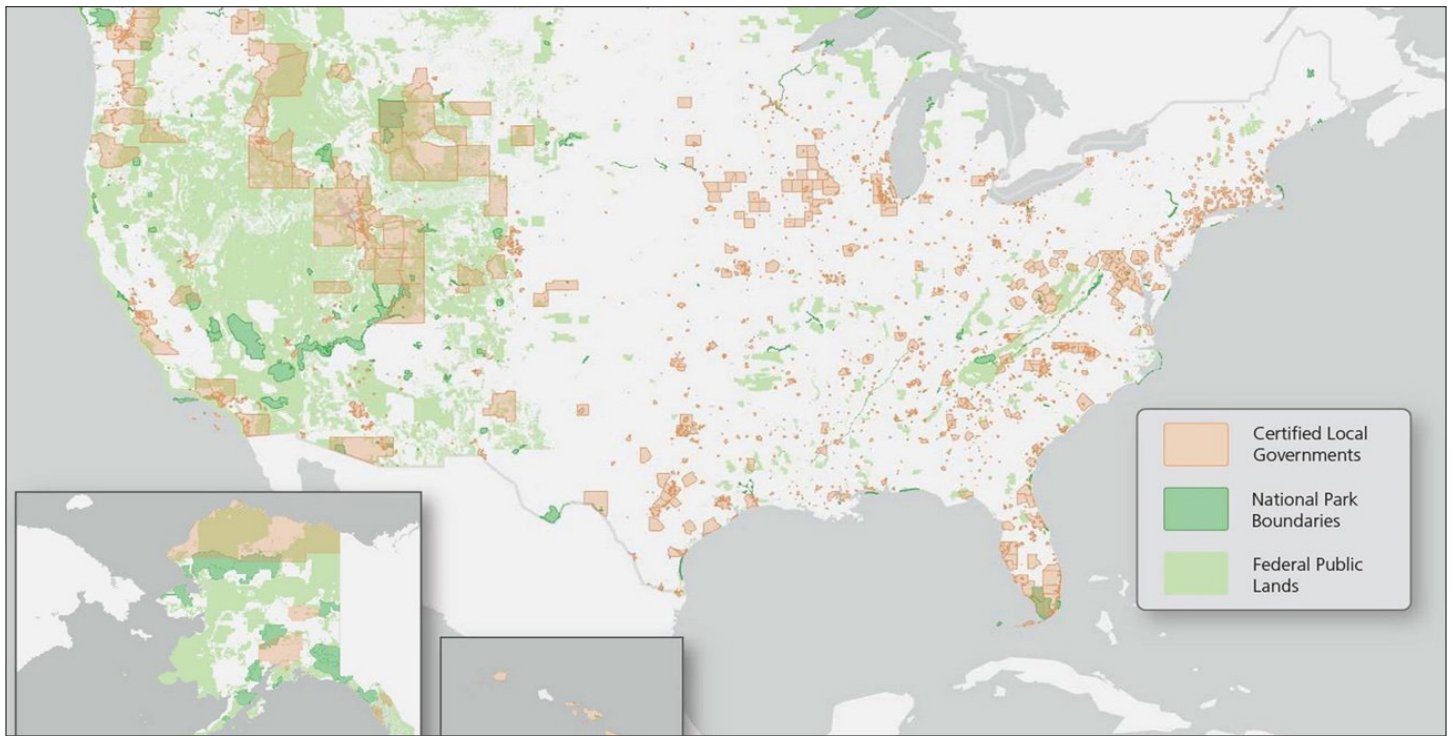 Certified Local
Governments
National Park
Boundaries
Federal Public
Lands